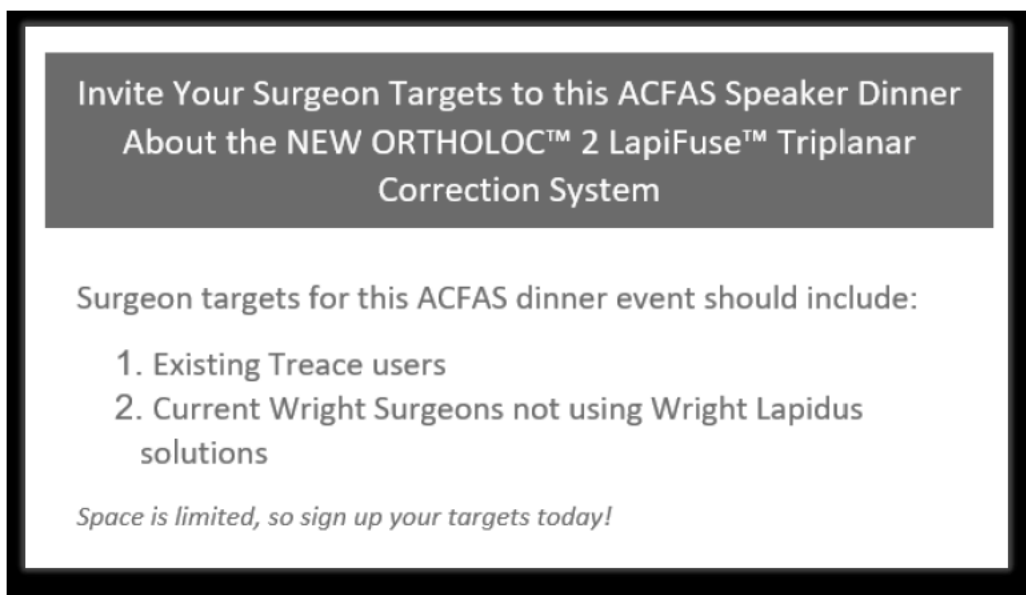 Invite Your Surgeon Targets to this ACFAS Speaker Dinner
About the NEW ORTHOLOC™ 2 LapiFuse™ Triplanar
Correction System
Surgeon targets for this ACFAS dinner event should include:
1. Existing Treace users
2. Current Wright Surgeons not using Wright Lapidus
solutions
Space is limited, so sign up your targets today!